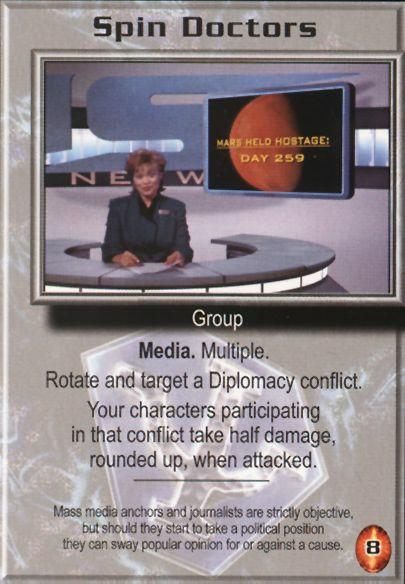 Spin Doctors
IS
NEW
MARS HELD HOSTAGE:
DAY 259
Group
Media. Multiple.
Rotate and target a Diplomacy conflict.
Your characters participating
in that conflict take half damage,
rounded up, when attacked.
Mass media anchors and journalists are strictly objective,
but should they start to take a political position
they can sway popular opinion for or against a cause.
8